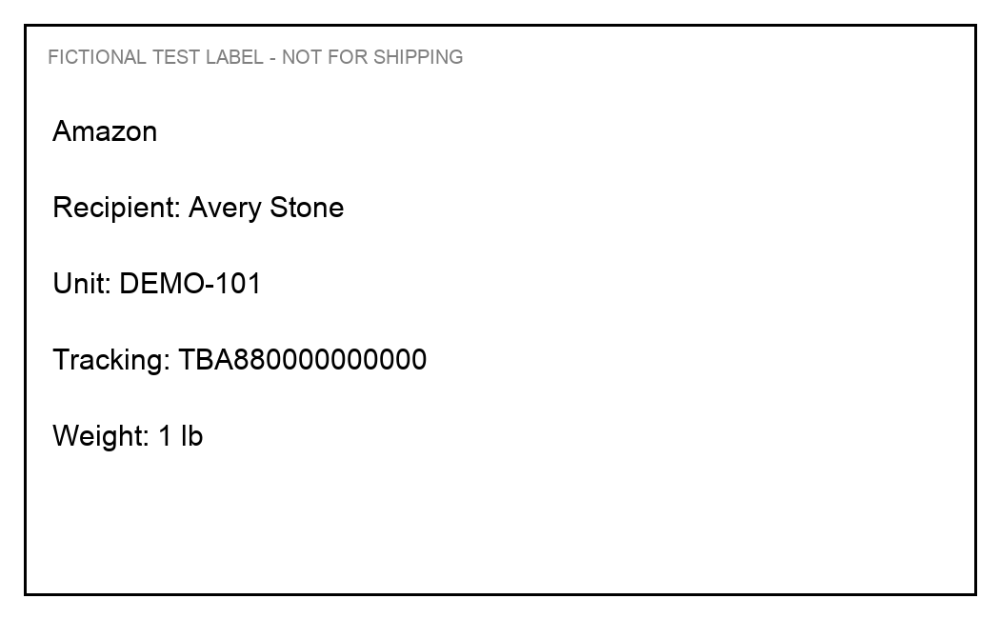 FICTIONAL TEST LABEL - NOT FOR SHIPPING
Amazon
Recipient: Avery Stone
Unit: DEMO-101
Tracking: TBA880000000000
Weight: 1 lb